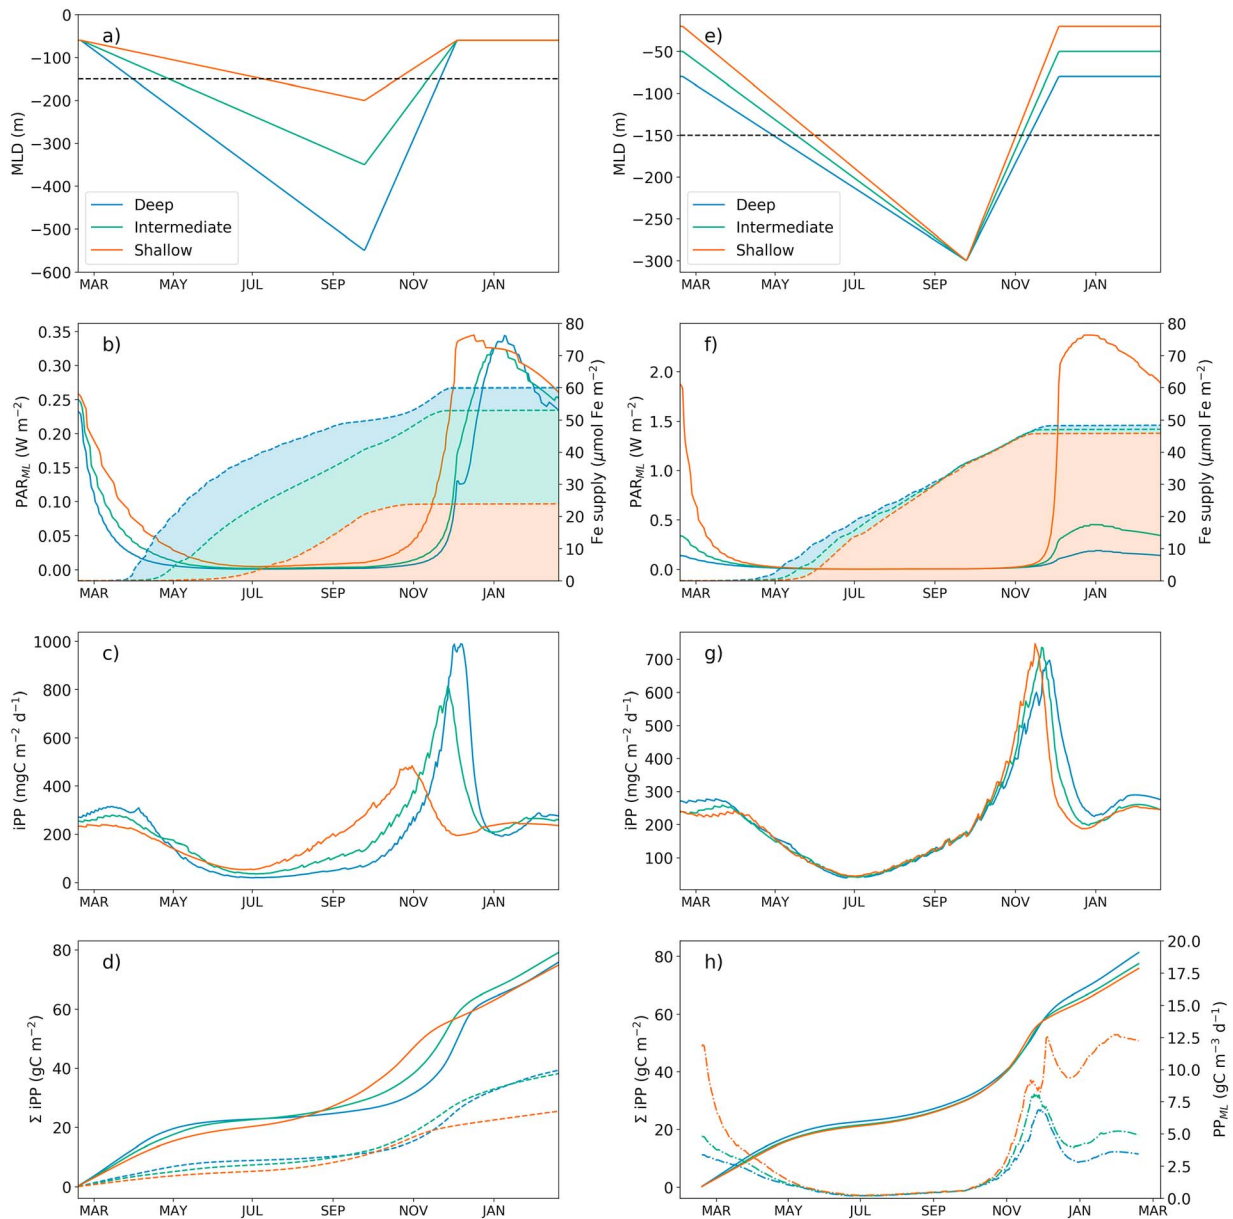 a)
0
−100
−200
−300
−400
−500
−600
MLD (m)
Deep
Intermediate
Shallow
MAR MAY JUL SEP NOV JAN
e)
−50
−100
−150
−200
−250
−300
MLD (m)
Deep
Intermediate
Shallow
MAR MAY JUL SEP NOV JAN
b)
0.35
0.30
0.25
0.20
0.15
0.10
0.05
0.00
PAR_ML (W m⁻²)
80
70
60
50
40
30
20
10
0
Fe supply (μmol Fe m⁻²)
MAR MAY JUL SEP NOV JAN
f)
2.0
1.5
1.0
0.5
0.0
PAR_ML (W m⁻²)
80
70
60
50
40
30
20
10
0
Fe supply (μmol Fe m⁻²)
MAR MAY JUL SEP NOV JAN
c)
1000
800
600
400
200
0
iPP (mgC m⁻² d⁻¹)
MAR MAY JUL SEP NOV JAN
g)
700
600
500
400
300
200
100
iPP (mgC m⁻² d⁻¹)
MAR MAY JUL SEP NOV JAN
d)
80
60
40
20
0
Σ iPP (gC m⁻²)
MAR MAY JUL SEP NOV JAN
h)
80
60
40
20
0
Σ iPP (gC m⁻²)
20.0
17.5
15.0
12.5
10.0
7.5
5.0
2.5
0.0
PP_ML (gC m⁻³ d⁻¹)
MAR MAY JUL SEP NOV JAN MAR